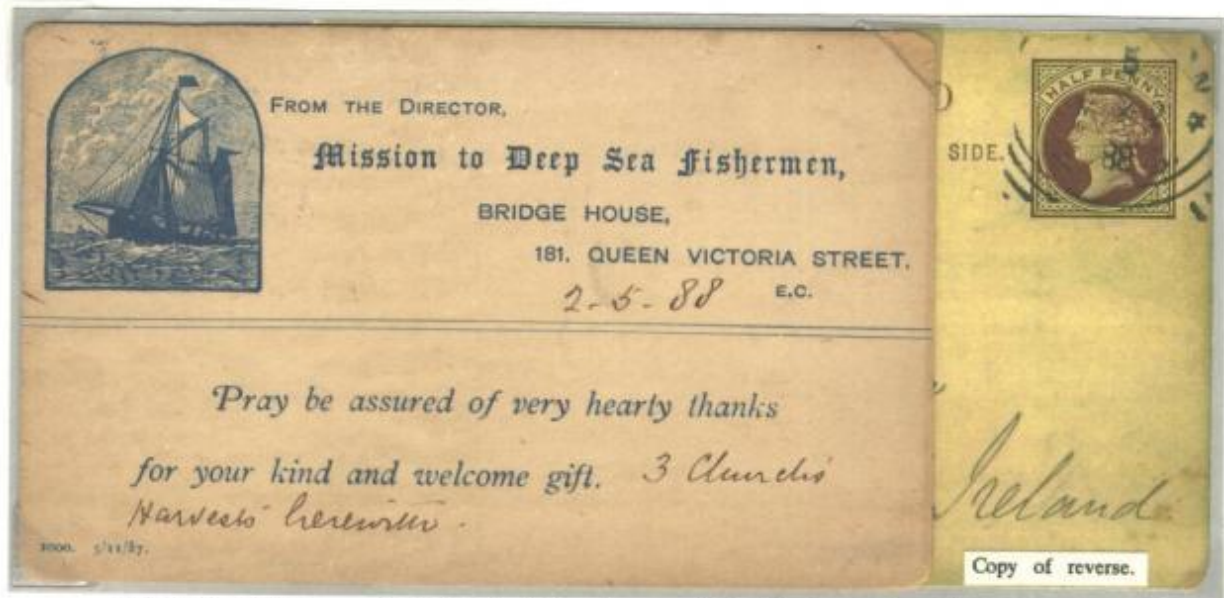 FROM THE DIRECTOR,
Mission to Deep Sea Fishermen,
BRIDGE HOUSE,
181. QUEEN VICTORIA STREET.
E.C.
2-5-88
Pray be assured of very hearty thanks
for your kind and welcome gift. 3 Churchs
Harvests herewith.
2000. 5/11/87.
HALF PENNY
SIDE.
5
88
Ireland
Copy of reverse.